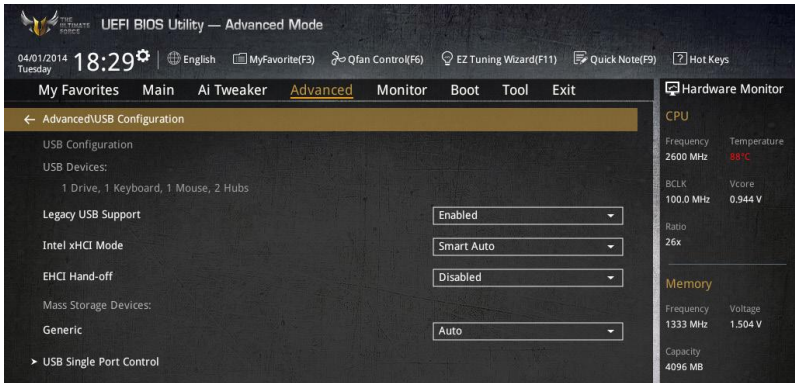 THE
ULTIMATE
FORCE
UEFI BIOS Utility — Advanced Mode
04/01/2014
Tuesday
18:29
English
MyFavorite(F3)
Qfan Control(F6)
EZ Tuning Wizard(F11)
Quick Note(F9)
? Hot Keys
My Favorites
Main
Ai Tweaker
Advanced
Monitor
Boot
Tool
Exit
Advanced\USB Configuration
USB Configuration
USB Devices:
1 Drive, 1 Keyboard, 1 Mouse, 2 Hubs
Legacy USB Support Enabled
Intel xHCI Mode Smart Auto
EHCI Hand-off Disabled
Mass Storage Devices:
Generic Auto
USB Single Port Control
Hardware Monitor
CPU
Frequency Temperature
2600 MHz 88°C
BCLK Vcore
100.0 MHz 0.944 V
Ratio
26x
Memory
Frequency Voltage
1333 MHz 1.504 V
Capacity
4096 MB